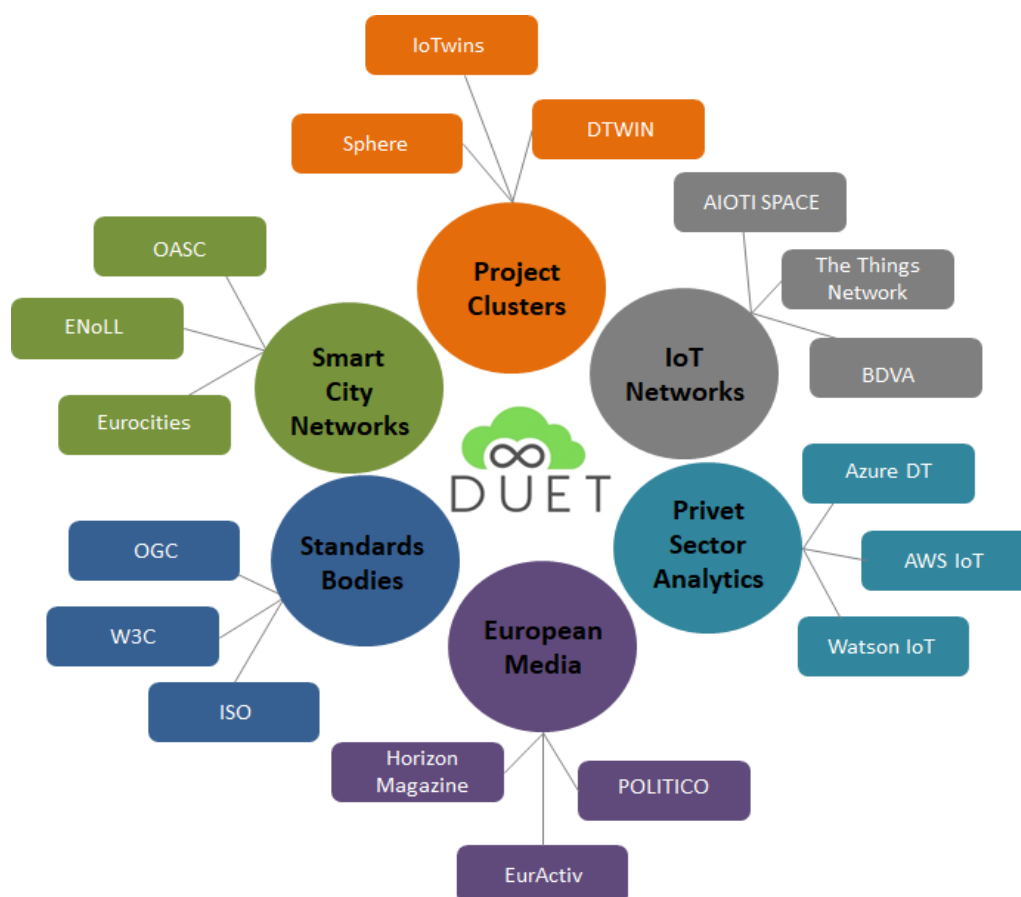 IoTwins
Sphere
DTWIN
Project
Clusters
AIOTI SPACE
The Things
Network
BDVA
IoT
Networks
OASC
ENoLL
Eurocities
Smart
City
Networks
DUET
Azure DT
AWS IoT
Watson IoT
Privet
Sector
Analytics
OGC
W3C
ISO
Standards
Bodies
European
Media
Horizon
Magazine
POLITICO
EurActiv